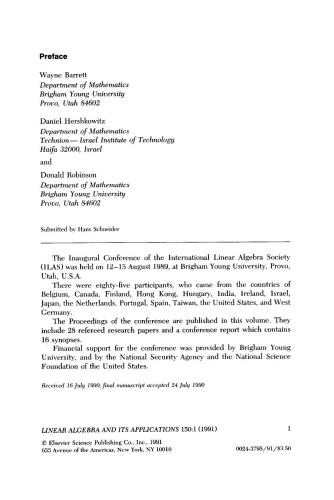 Preface
Wayne Barrett
Department of Mathematics
Brigham Young University
Provo, Utah 84602
Daniel Hershkowitz
Department of Mathematics
Technion—Israel Institute of Technology
Haifa 32000, Israel
and
Donald Robinson
Department of Mathematics
Brigham Young University
Provo, Utah 84602
Submitted by Hans Schneider
The Inaugural Conference of the International Linear Algebra Society
(ILAS) was held on 12–15 August 1989, at Brigham Young University, Provo,
Utah, U.S.A.
There were eighty-five participants, who came from the countries of
Belgium, Canada, Finland, Hong Kong, Hungary, India, Ireland, Israel,
Japan, the Netherlands, Portugal, Spain, Taiwan, the United States, and West
Germany.
The Proceedings of the conference are published in this volume. They
include 28 refereed research papers and a conference report which contains
16 synopses.
Financial support for the conference was provided by Brigham Young
University, and by the National Security Agency and the National Science
Foundation of the United States.
Received 16 July 1990; final manuscript accepted 24 July 1990
LINEAR ALGEBRA AND ITS APPLICATIONS 150:1 (1991) 1
© Elsevier Science Publishing Co., Inc., 1991
655 Avenue of the Americas, New York, NY 10010 0024-3795/91/$3.50